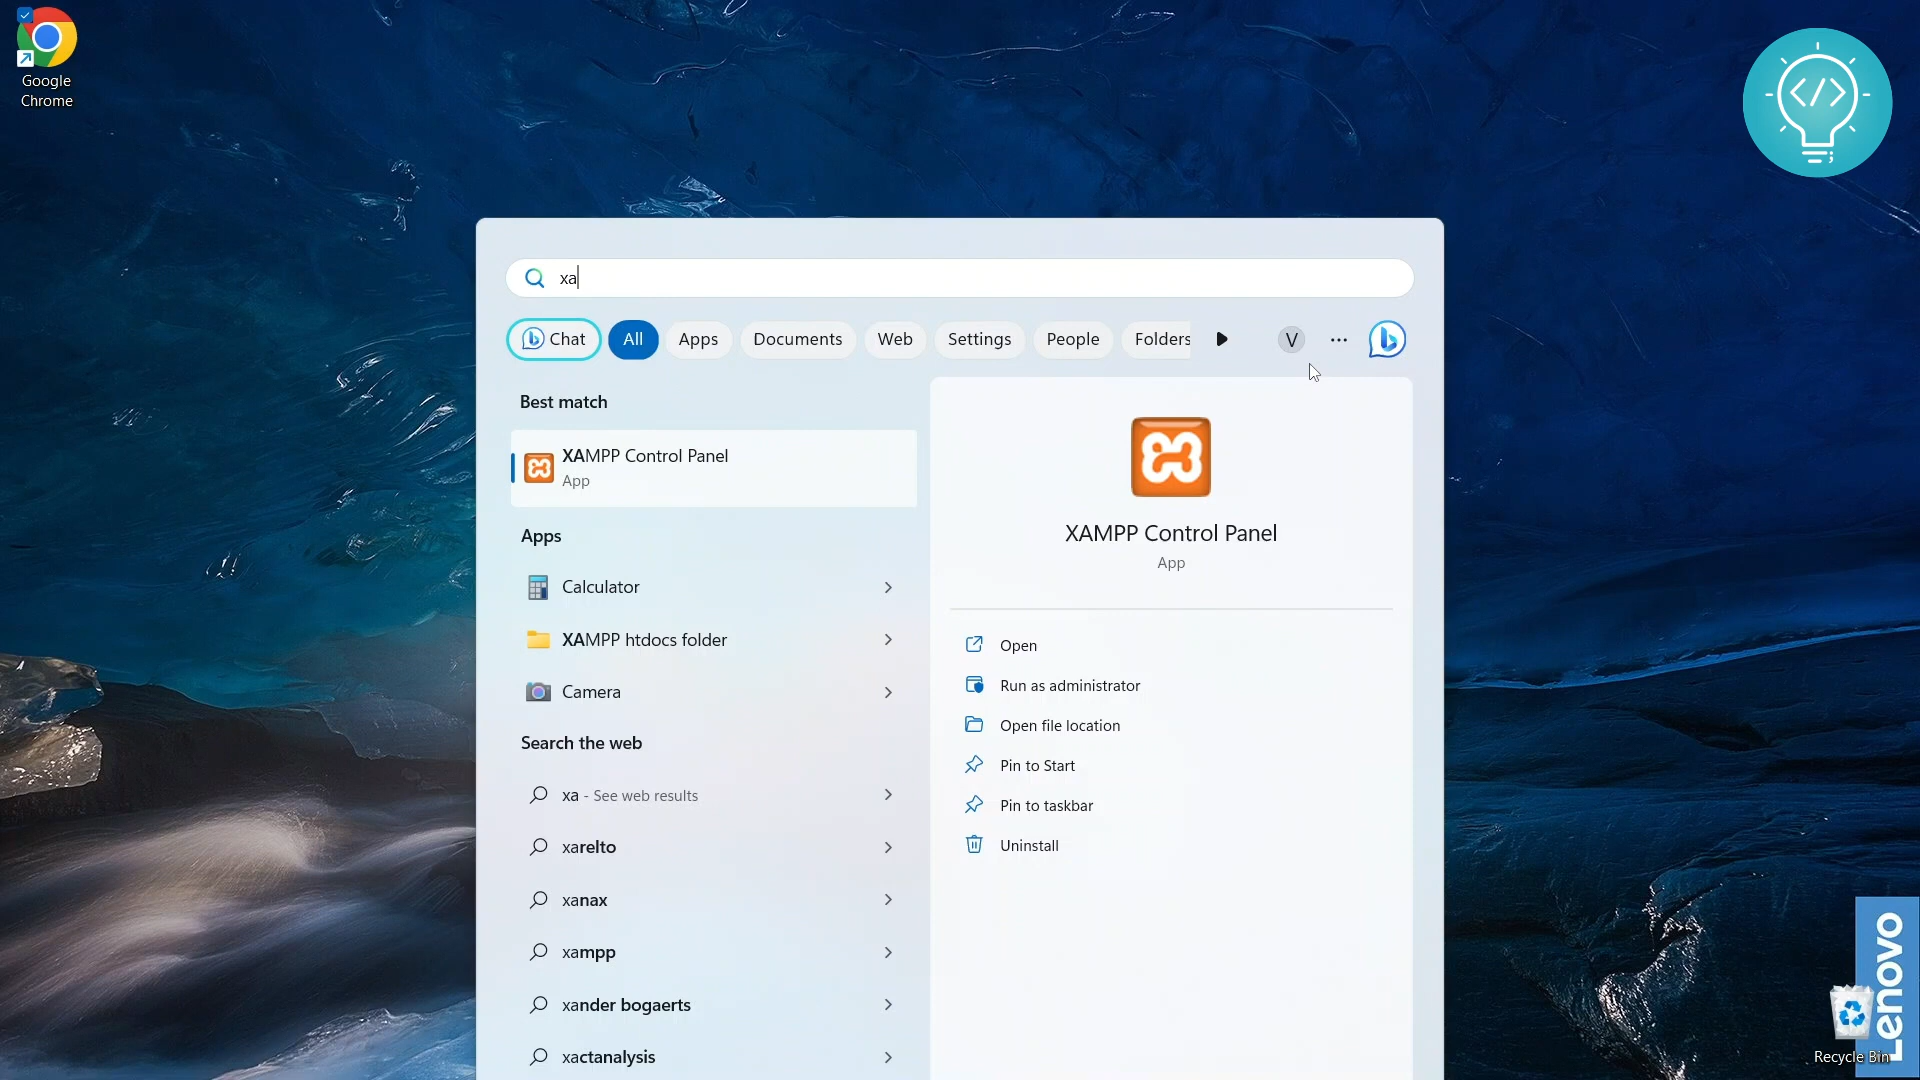 Google
Chrome
</>
xa
Chat
All
Apps
Documents
Web
Settings
People
Folders
V
Best match
XAMPP Control Panel
App
Apps
Calculator
XAMPP htdocs folder
Camera
Search the web
xa - See web results
xarelto
xanax
xampp
xander bogaerts
xactanalysis
XAMPP Control Panel
App
Open
Run as administrator
Open file location
Pin to Start
Pin to taskbar
Uninstall
Lenovo
Recycle Bin